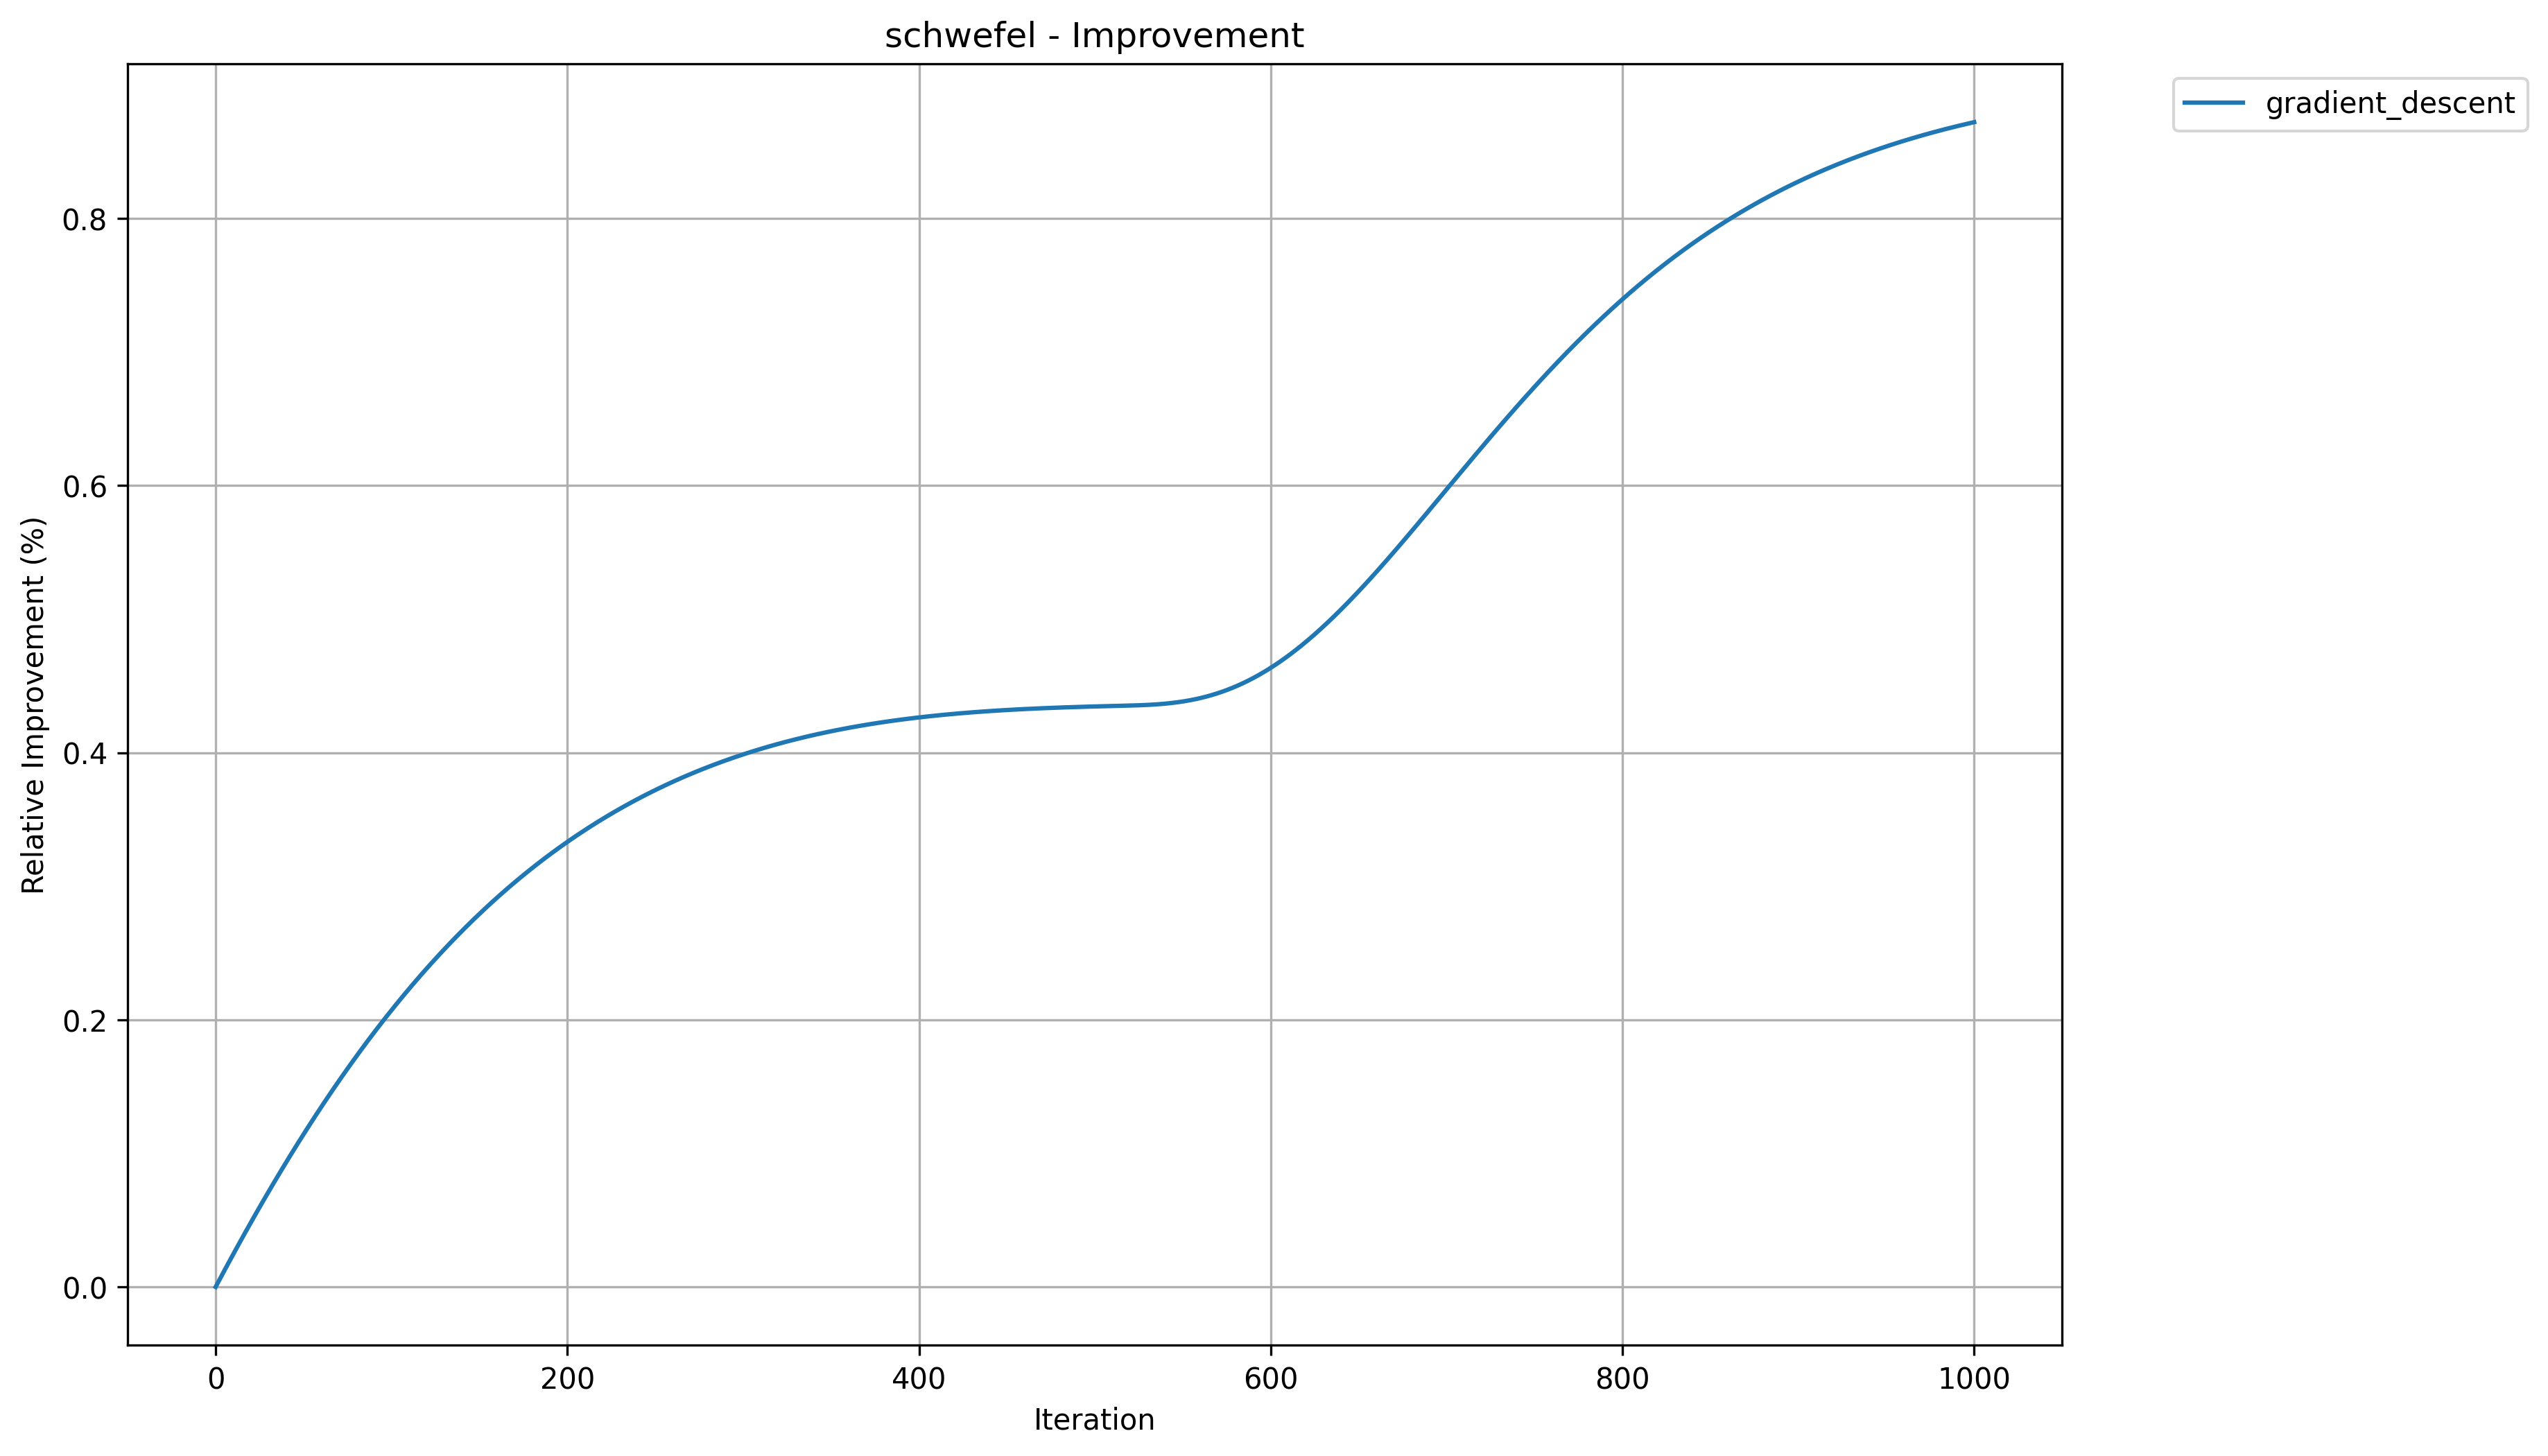 schwefel - Improvement
gradient_descent
Relative Improvement (%)
0.8
0.6
0.4
0.2
0.0
0 200 400 600 800 1000
Iteration